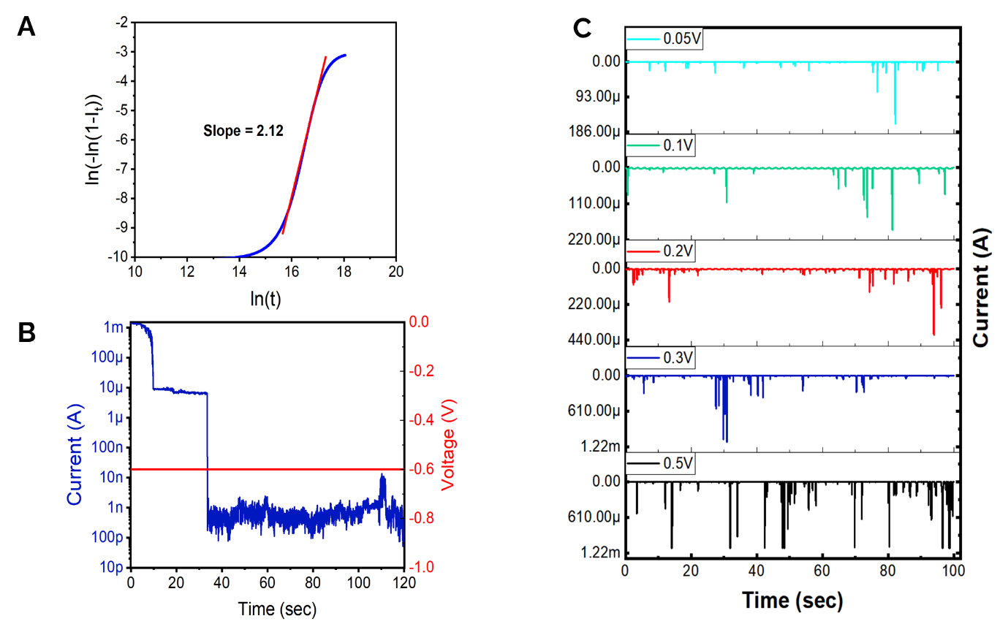 A
-2
-3
-4
-5
-6
-7
-8
-9
-10
ln(-ln(1-It))
Slope = 2.12
10 12 14 16 18 20
ln(t)
B
1m
100µ
10µ
1µ
100n
10n
1n
100p
10p
Current (A)
0.0
-0.2
-0.4
-0.6
-0.8
-1.0
Voltage (V)
0 20 40 60 80 100 120
Time (sec)
C
0.05V
0.00
93.00µ
186.00µ
0.1V
0.00
110.00µ
220.00µ
0.2V
0.00
220.00µ
440.00µ
0.3V
0.00
610.00µ
1.22m
0.5V
0.00
610.00µ
1.22m
Current (A)
0 20 40 60 80 100
Time (sec)